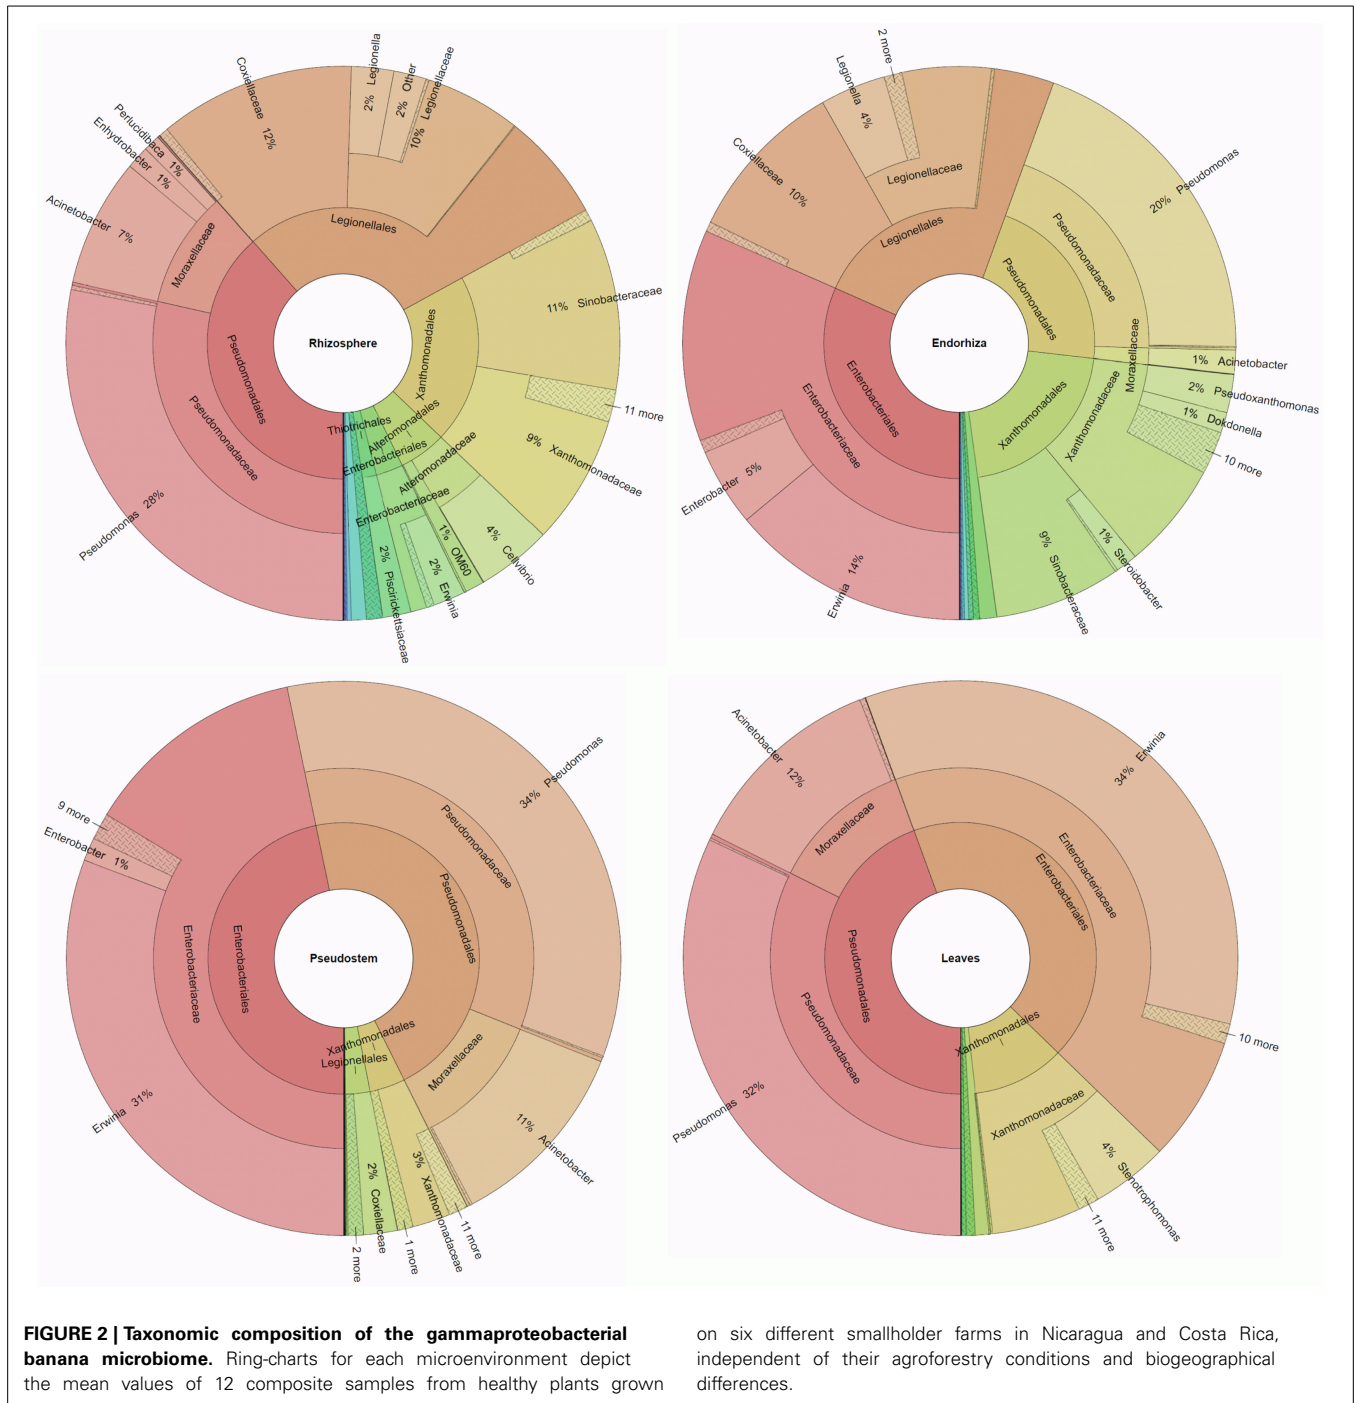 Rhizosphere
Legionellales
Coxiellaceae 12%
2% Legionella
2% Other
10% Legionellaceae
Pseudomonadales
Moraxellaceae
Perlucidibaca 1%
Enhydrobacter 1%
Acinetobacter 7%
Pseudomonadaceae
Pseudomonas 28%
Xanthomonadales
11% Sinobacteraceae
11 more
9% Xanthomonadaceae
Alteromonadales
Alteromonadaceae
4% Cellvibrio
1% OM60
Enterobacteriales
Enterobacteriaceae
2% Erwinia
Thiotrichales
2% Piscirickettsiaceae
Endorhiza
Legionellales
Coxiellaceae 10%
Legionella 4%
2 more
Legionellaceae
Pseudomonadales
Pseudomonadaceae
20% Pseudomonas
Moraxellaceae
1% Acinetobacter
Xanthomonadales
Xanthomonadaceae
2% Pseudoxanthomonas
1% Dokdonella
10 more
1% Steroidobacter
9% Sinobacteraceae
Enterobacteriales
Enterobacteriaceae
Enterobacter 5%
Erwinia 14%
Pseudostem
Pseudomonadales
Pseudomonadaceae
34% Pseudomonas
Moraxellaceae
11% Acinetobacter
Xanthomonadales
11 more
3% Xanthomonadaceae
1 more
Legionellales
2% Coxiellaceae
2 more
Enterobacteriales
Enterobacteriaceae
9 more
Enterobacter 1%
Erwinia 31%
Leaves
Enterobacteriales
Enterobacteriaceae
34% Erwinia
10 more
Xanthomonadales
Xanthomonadaceae
4% Stenotrophomonas
11 more
Pseudomonadales
Moraxellaceae
Acinetobacter 12%
Pseudomonadaceae
Pseudomonas 32%
FIGURE 2 | Taxonomic composition of the gammaproteobacterial
banana microbiome. Ring-charts for each microenvironment depict
the mean values of 12 composite samples from healthy plants grown
on six different smallholder farms in Nicaragua and Costa Rica,
independent of their agroforestry conditions and biogeographical
differences.